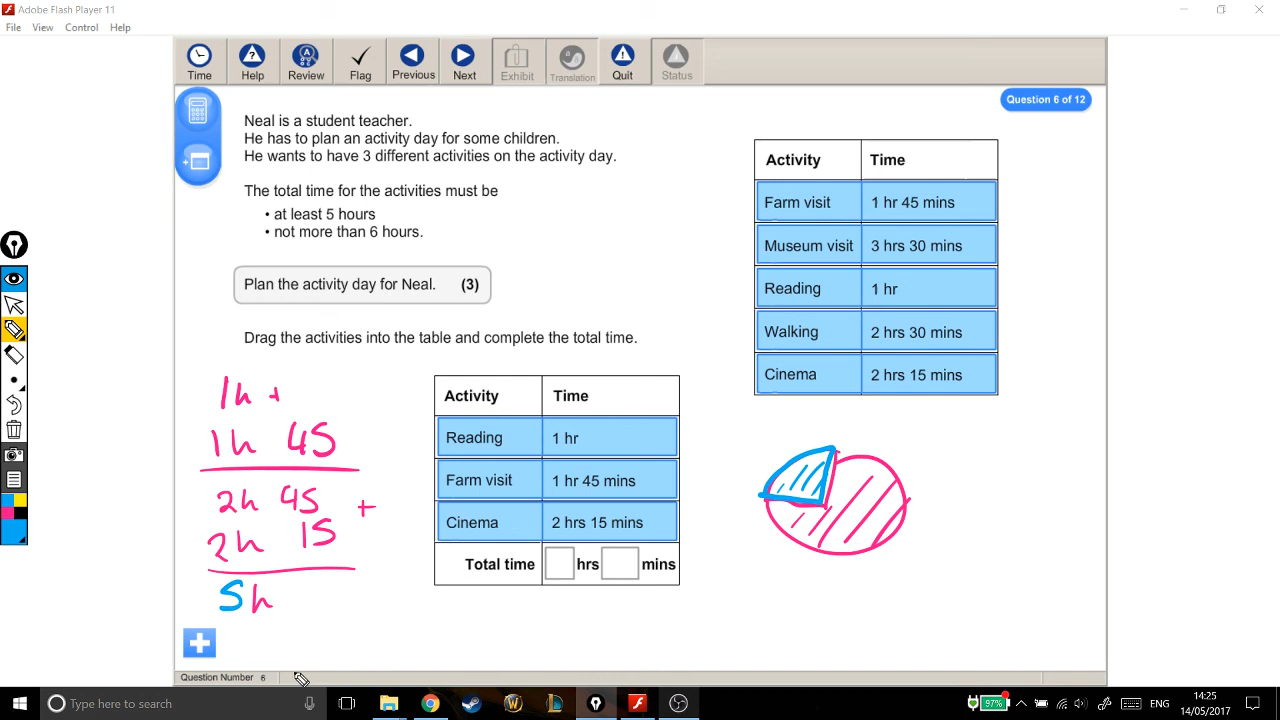 Adobe Flash Player 11
File View Control Help
Time Help Review Flag Previous Next Exhibit Translation Quit Status
Question 6 of 12
Neal is a student teacher.
He has to plan an activity day for some children.
He wants to have 3 different activities on the activity day.
The total time for the activities must be
• at least 5 hours
• not more than 6 hours.
Plan the activity day for Neal. (3)
Drag the activities into the table and complete the total time.
Activity Time
Farm visit 1 hr 45 mins
Museum visit 3 hrs 30 mins
Reading 1 hr
Walking 2 hrs 30 mins
Cinema 2 hrs 15 mins
1h +
1h 45
2h 45 +
2h 15
5h
Activity Time
Reading 1 hr
Farm visit 1 hr 45 mins
Cinema 2 hrs 15 mins
Total time hrs mins
Question Number 6
Type here to search
97%
ENG
14:25
14/05/2017